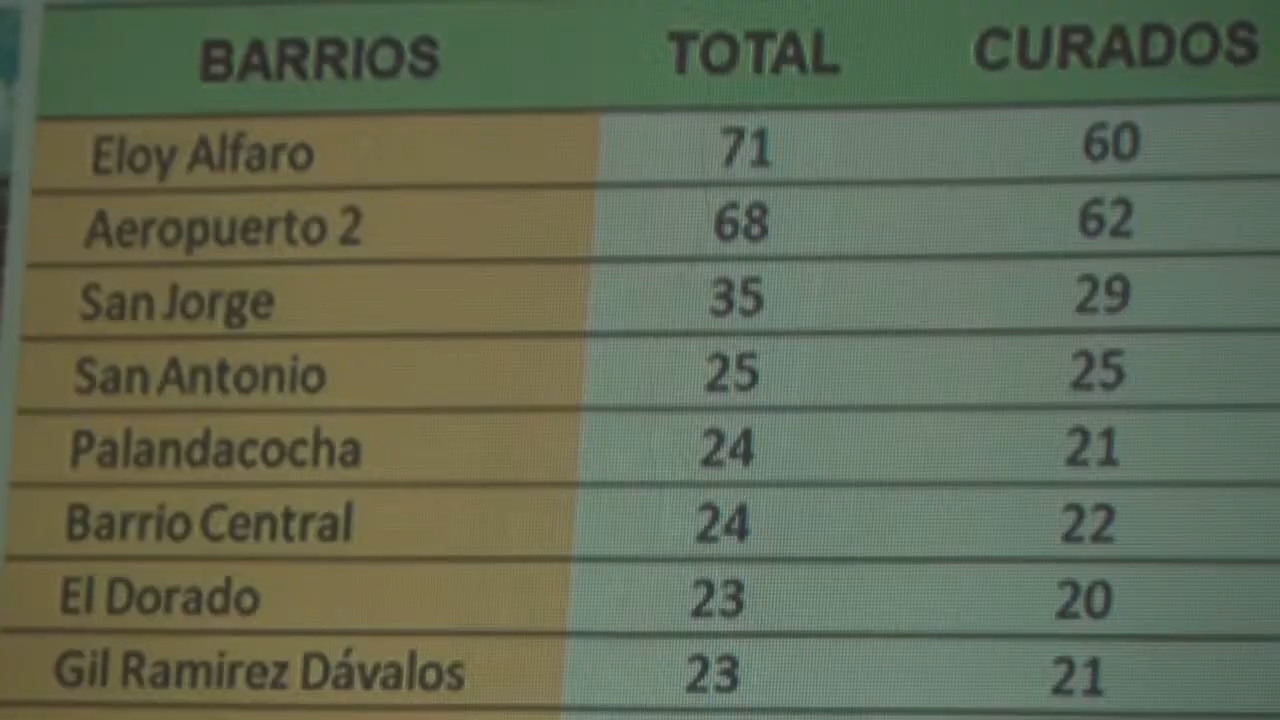 BARRIOS TOTAL CURADOS
Eloy Alfaro 71 60
Aeropuerto 2 68 62
San Jorge 35 29
San Antonio 25 25
Palandacocha 24 21
Barrio Central 24 22
El Dorado 23 20
Gil Ramirez Dávalos 23 21